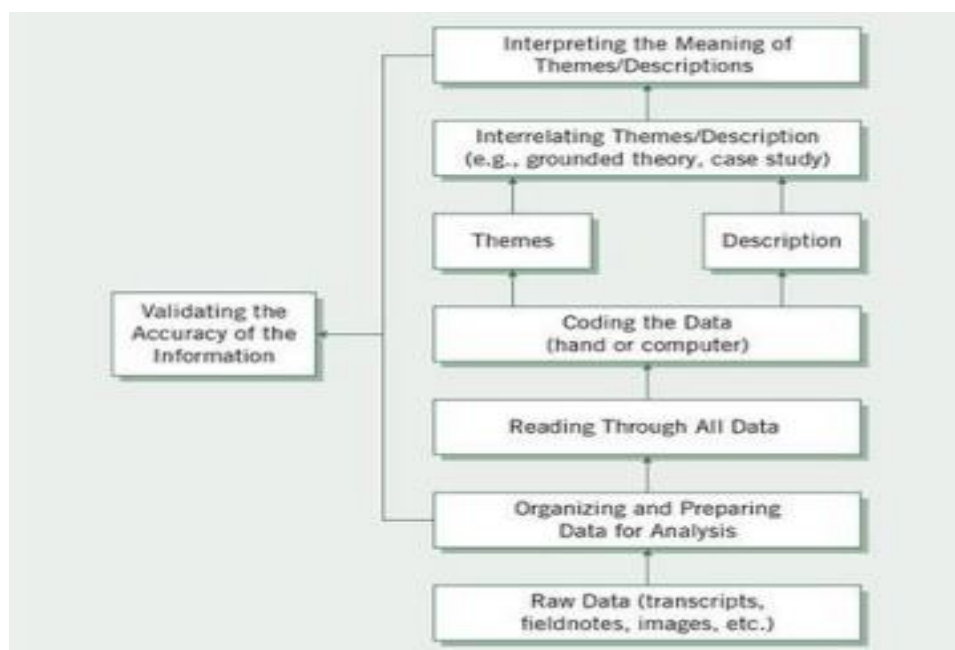 Interpreting the Meaning of
Themes/Descriptions
Interrelating Themes/Description
(e.g., grounded theory, case study)
Themes
Description
Validating the
Accuracy of the
Information
Coding the Data
(hand or computer)
Reading Through All Data
Organizing and Preparing
Data for Analysis
Raw Data (transcripts,
fieldnotes, images, etc.)